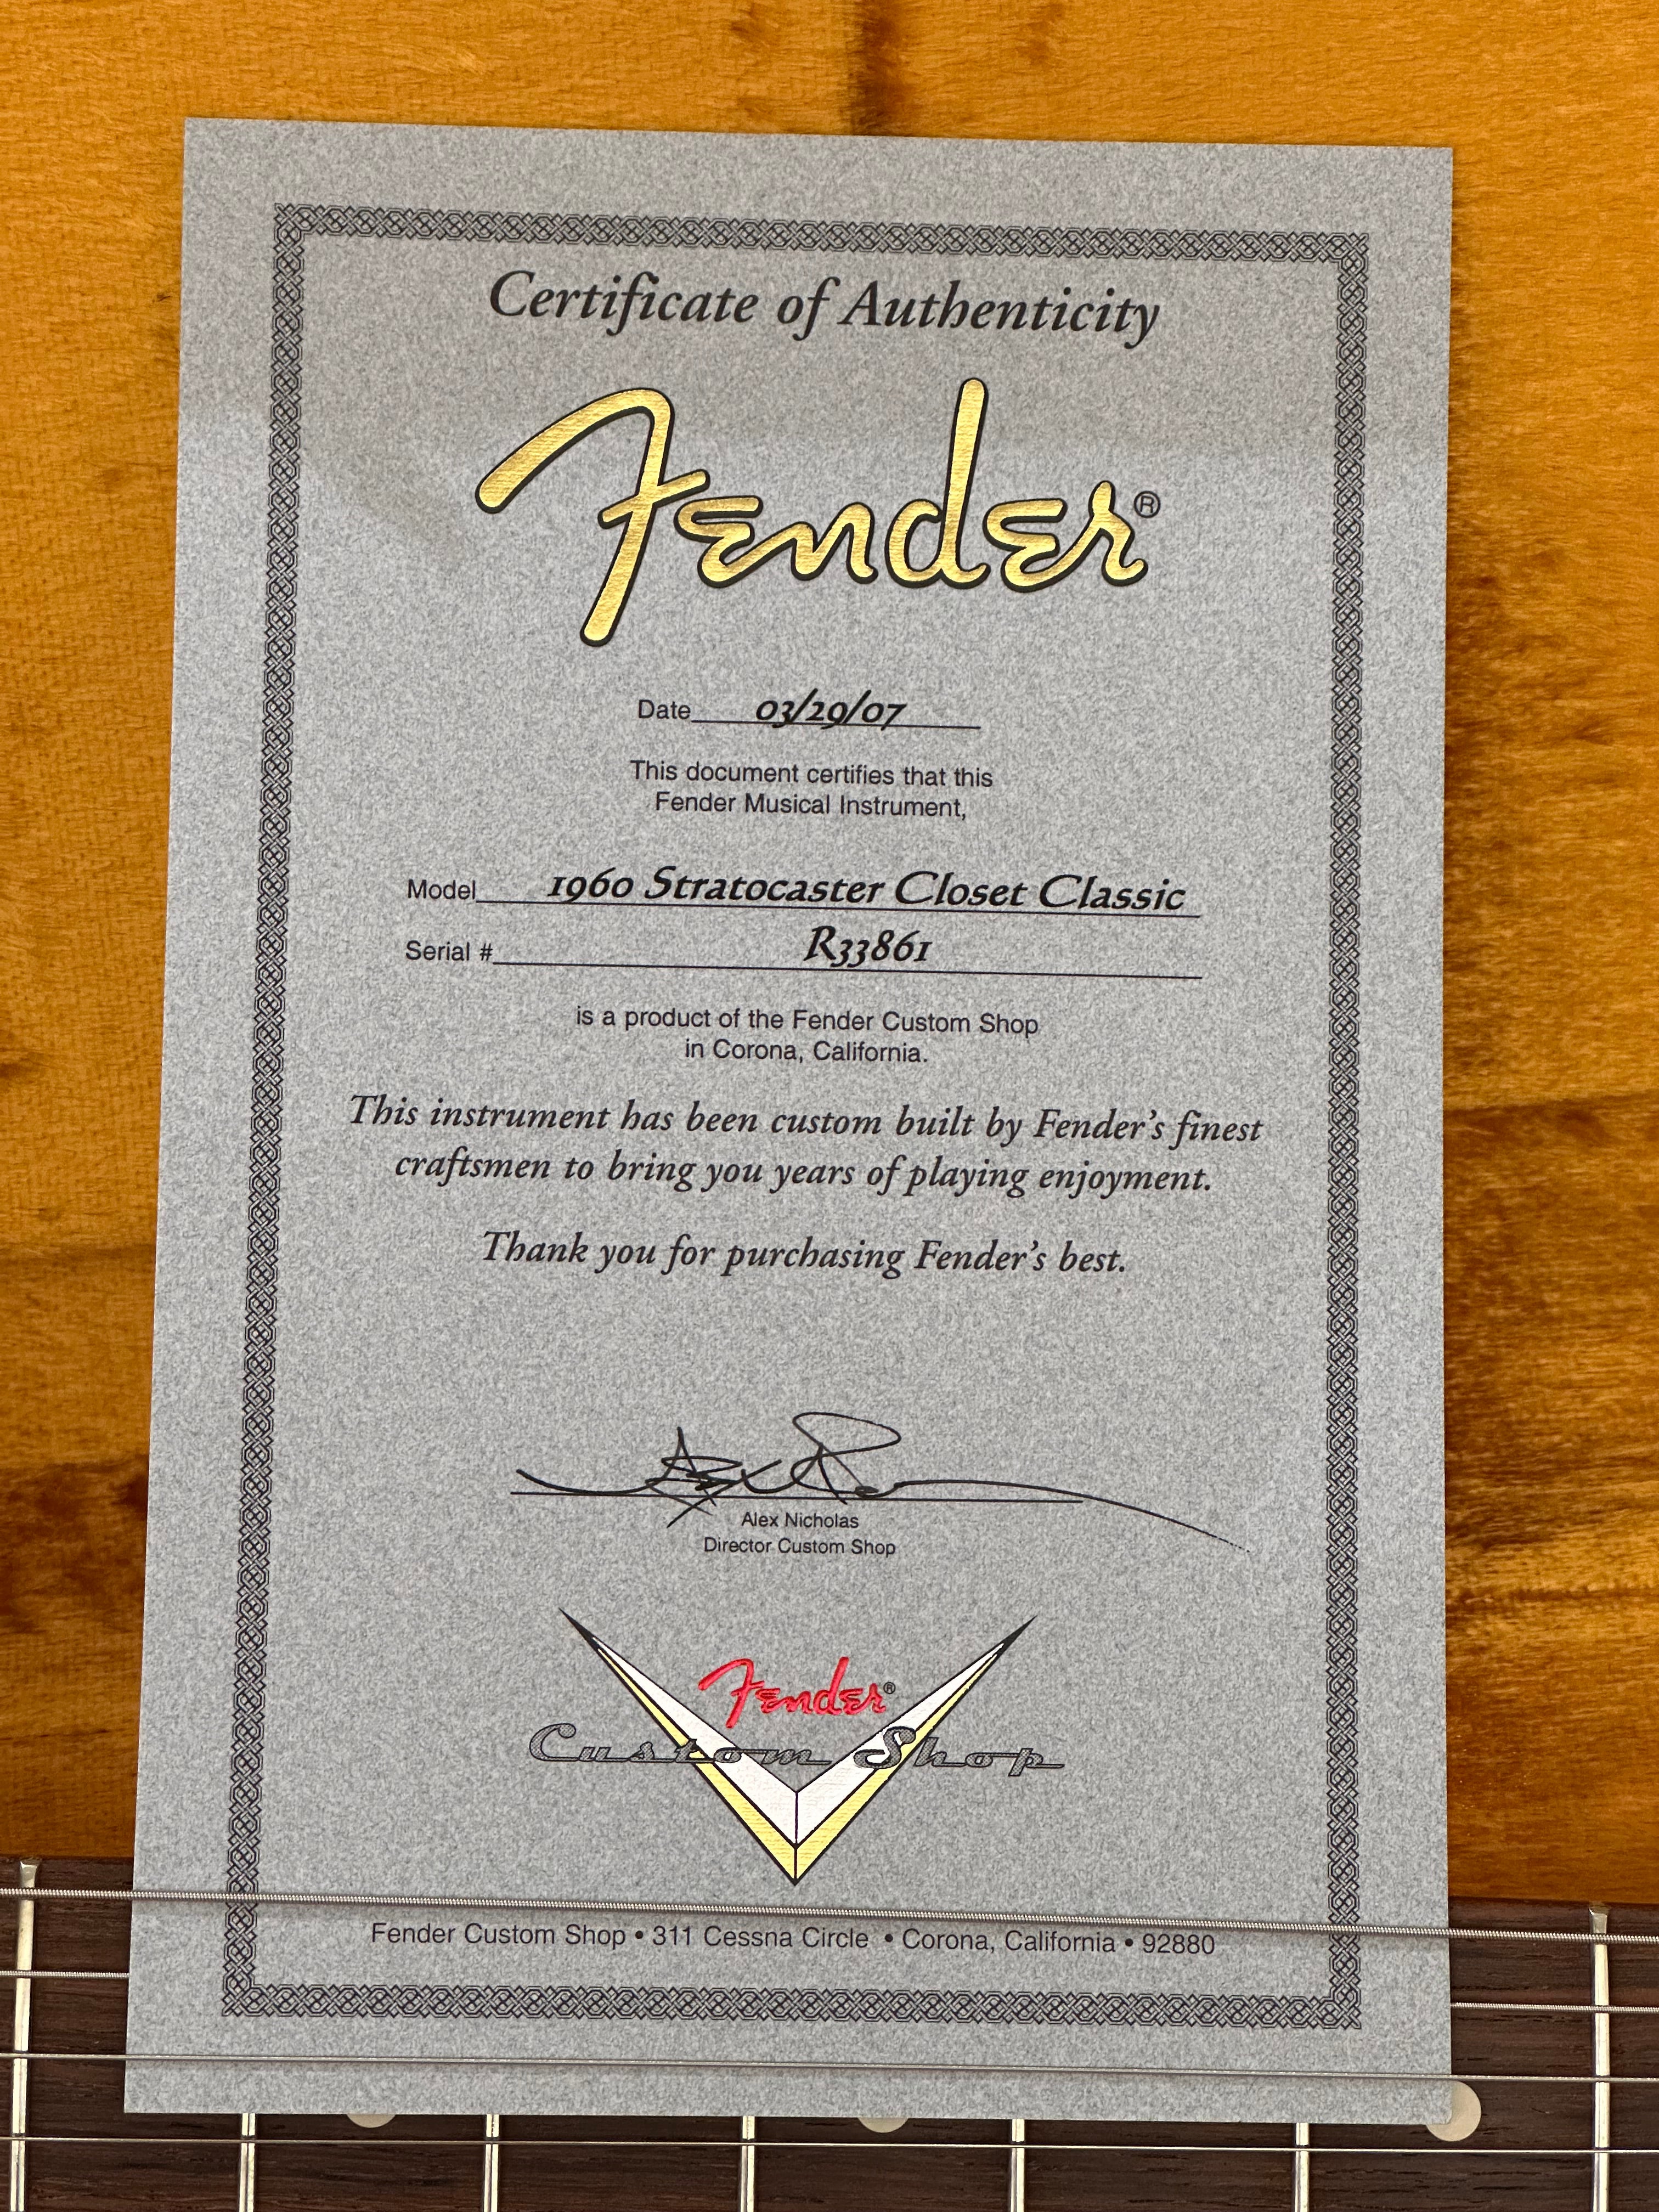 Certificate of Authenticity
Fender®
Date 03/29/07
This document certifies that this
Fender Musical Instrument,
Model 1960 Stratocaster Closet Classic
Serial # R33861
is a product of the Fender Custom Shop
in Corona, California.
This instrument has been custom built by Fender's finest
craftsmen to bring you years of playing enjoyment.
Thank you for purchasing Fender's best.
Alex Nicholas
Director Custom Shop
Fender®
Custom Shop
Fender Custom Shop • 311 Cessna Circle • Corona, California • 92880